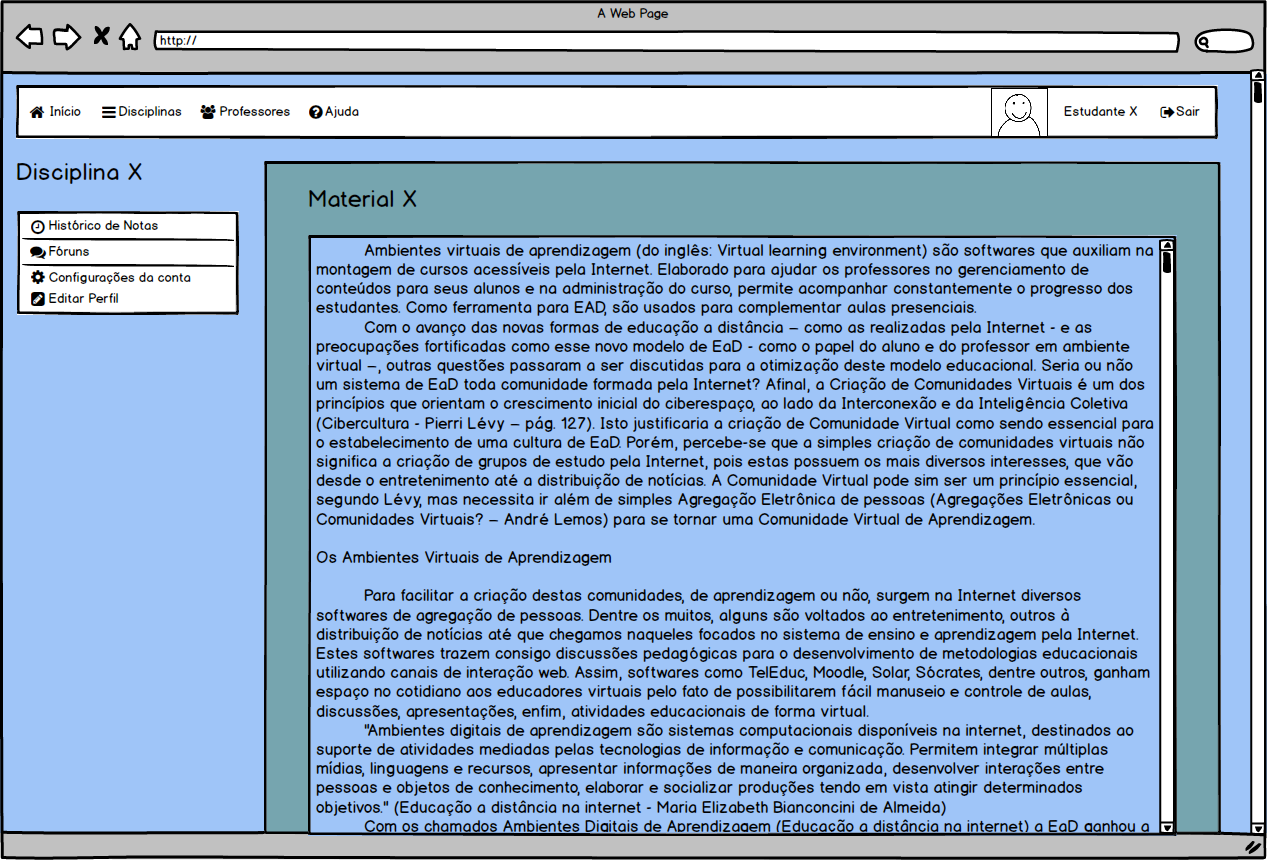 A Web Page
http://
Início Disciplinas Professores Ajuda Estudante X Sair
Disciplina X
Histórico de Notas
Fóruns
Configurações da conta
Editar Perfil
Material X
Ambientes virtuais de aprendizagem (do inglês: Virtual learning environment) são softwares que auxiliam na
montagem de cursos acessíveis pela Internet. Elaborado para ajudar os professores no gerenciamento de
conteúdos para seus alunos e na administração do curso, permite acompanhar constantemente o progresso dos
estudantes. Como ferramenta para EAD, são usados para complementar aulas presenciais.
Com o avanço das novas formas de educação a distância – como as realizadas pela Internet - e as
preocupações fortificadas como esse novo modelo de EaD - como o papel do aluno e do professor em ambiente
virtual –, outras questões passaram a ser discutidas para a otimização deste modelo educacional. Seria ou não
um sistema de EaD toda comunidade formada pela Internet? Afinal, a Criação de Comunidades Virtuais é um dos
princípios que orientam o crescimento inicial do ciberespaço, ao lado da Interconexão e da Inteligência Coletiva
(Cibercultura - Pierri Lévy – pág. 127). Isto justificaria a criação de Comunidade Virtual como sendo essencial para
o estabelecimento de uma cultura de EaD. Porém, percebe-se que a simples criação de comunidades virtuais não
significa a criação de grupos de estudo pela Internet, pois estas possuem os mais diversos interesses, que vão
desde o entretenimento até a distribuição de notícias. A Comunidade Virtual pode sim ser um princípio essencial,
segundo Lévy, mas necessita ir além de simples Agregação Eletrônica de pessoas (Agregações Eletrônicas ou
Comunidades Virtuais? – André Lemos) para se tornar uma Comunidade Virtual de Aprendizagem.
Os Ambientes Virtuais de Aprendizagem
Para facilitar a criação destas comunidades, de aprendizagem ou não, surgem na Internet diversos
softwares de agregação de pessoas. Dentre os muitos, alguns são voltados ao entretenimento, outros à
distribuição de notícias até que chegamos naqueles focados no sistema de ensino e aprendizagem pela Internet.
Estes softwares trazem consigo discussões pedagógicas para o desenvolvimento de metodologias educacionais
utilizando canais de interação web. Assim, softwares como TelEduc, Moodle, Solar, Sócrates, dentre outros, ganham
espaço no cotidiano aos educadores virtuais pelo fato de possibilitarem fácil manuseio e controle de aulas,
discussões, apresentações, enfim, atividades educacionais de forma virtual.
"Ambientes digitais de aprendizagem são sistemas computacionais disponíveis na internet, destinados ao
suporte de atividades mediadas pelas tecnologias de informação e comunicação. Permitem integrar múltiplas
mídias, linguagens e recursos, apresentar informações de maneira organizada, desenvolver interações entre
pessoas e objetos de conhecimento, elaborar e socializar produções tendo em vista atingir determinados
objetivos." (Educação a distância na internet - Maria Elizabeth Bianconcini de Almeida)
Com os chamados Ambientes Digitais de Aprendizagem (Educação a distância na internet) a EaD ganhou a